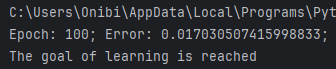 C:\Users\Onibi\AppData\Local\Programs\Pyt
Epoch: 100; Error: 0.017030507415998833;
The goal of learning is reached